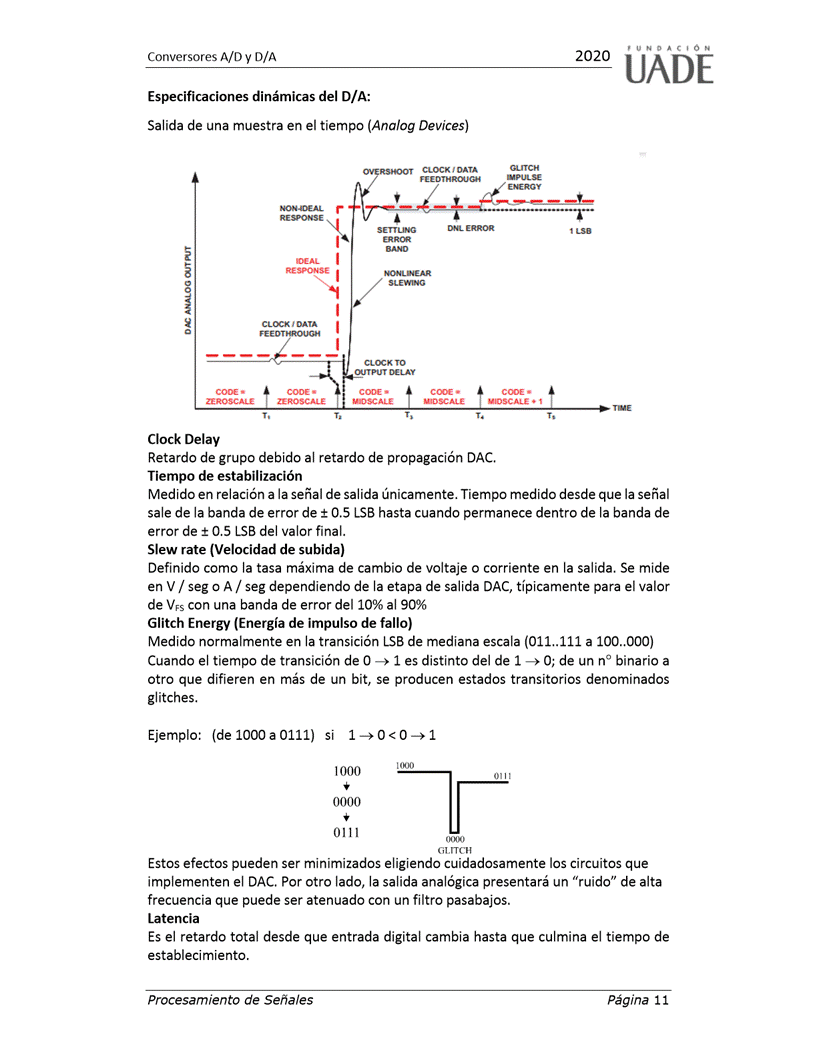 Conversores A/D y D/A 2020
FUNDACIÓN
UADE
Especificaciones dinámicas del D/A:
Salida de una muestra en el tiempo (Analog Devices)
OVERSHOOT
CLOCK / DATA
FEEDTHROUGH
GLITCH
IMPULSE
ENERGY
NON-IDEAL
RESPONSE
SETTLING
ERROR
BAND
DNL ERROR
1 LSB
IDEAL
RESPONSE
NONLINEAR
SLEWING
DAC ANALOG OUTPUT
CLOCK / DATA
FEEDTHROUGH
CLOCK TO
OUTPUT DELAY
CODE =
ZEROSCALE
CODE =
ZEROSCALE
CODE =
MIDSCALE
CODE =
MIDSCALE
CODE =
MIDSCALE + 1
TIME
T1 T2 T3 T4 T5
Clock Delay
Retardo de grupo debido al retardo de propagación DAC.
Tiempo de estabilización
Medido en relación a la señal de salida únicamente. Tiempo medido desde que la señal
sale de la banda de error de ± 0.5 LSB hasta cuando permanece dentro de la banda de
error de ± 0.5 LSB del valor final.
Slew rate (Velocidad de subida)
Definido como la tasa máxima de cambio de voltaje o corriente en la salida. Se mide
en V / seg o A / seg dependiendo de la etapa de salida DAC, típicamente para el valor
de VFS con una banda de error del 10% al 90%
Glitch Energy (Energía de impulso de fallo)
Medido normalmente en la transición LSB de mediana escala (011..111 a 100..000)
Cuando el tiempo de transición de 0 → 1 es distinto del de 1 → 0; de un n° binario a
otro que difieren en más de un bit, se producen estados transitorios denominados
glitches.
Ejemplo: (de 1000 a 0111) si 1 → 0 < 0 → 1
1000
0000
0111
1000
0111
0000
GLITCH
Estos efectos pueden ser minimizados eligiendo cuidadosamente los circuitos que
implementen el DAC. Por otro lado, la salida analógica presentará un “ruido” de alta
frecuencia que puede ser atenuado con un filtro pasabajos.
Latencia
Es el retardo total desde que entrada digital cambia hasta que culmina el tiempo de
establecimiento.
Procesamiento de Señales Página 11